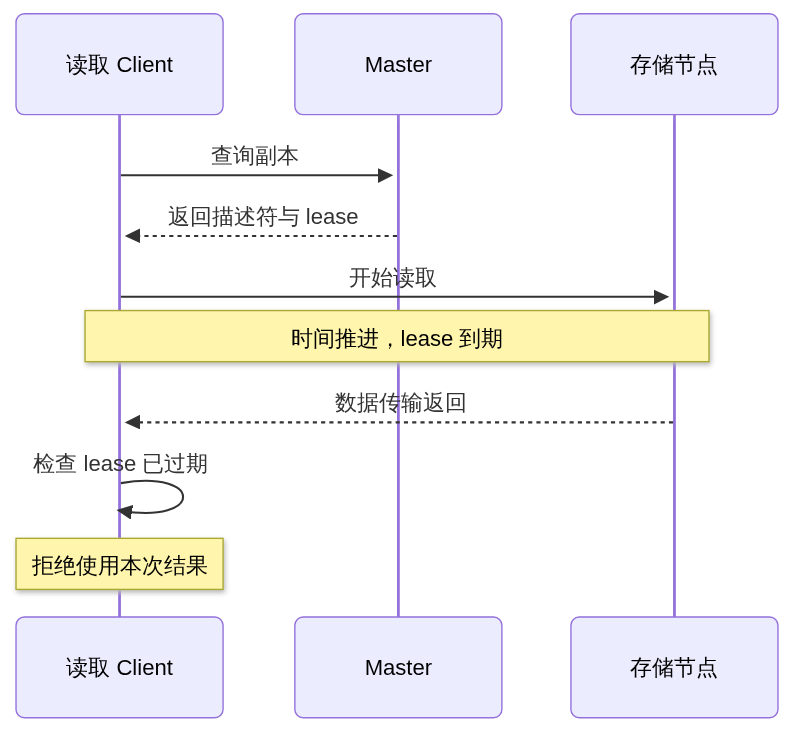 读取 Client
Master
存储节点
查询副本
返回描述符与 lease
开始读取
时间推进，lease 到期
数据传输返回
检查 lease 已过期
拒绝使用本次结果
读取 Client
Master
存储节点